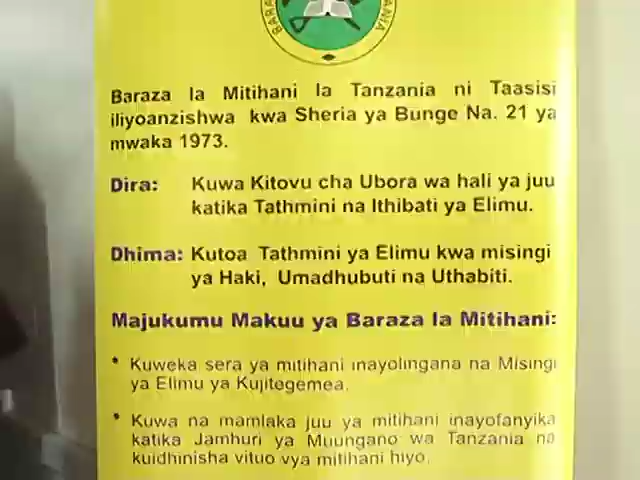 BARA
ANIA
Baraza la Mitihani la Tanzania ni Taasisi
iliyoanzishwa kwa Sheria ya Bunge Na. 21 ya
mwaka 1973.
Dira: Kuwa Kitovu cha Ubora wa hali ya juu
katika Tathmini na Ithibati ya Elimu.
Dhima: Kutoa Tathmini ya Elimu kwa misingi
ya Haki, Umadhubuti na Uthabiti.
Majukumu Makuu ya Baraza la Mitihani:
* Kuweka sera ya mitihani inayolingana na Misingi
ya Elimu ya Kujitegemea.
* Kuwa na mamlaka juu ya mitihani inayofanyika
katika Jamhuri ya Muungano wa Tanzania na
kuidhinisha vituo vya mitihani hiyo.